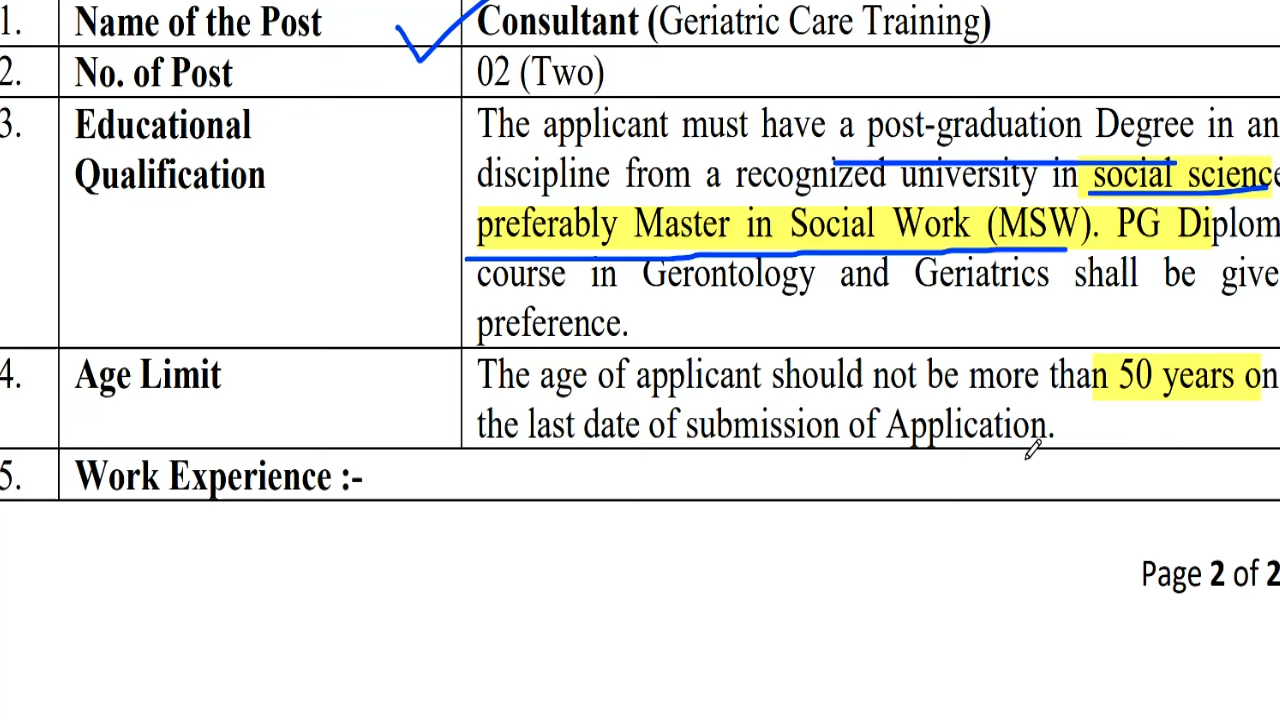 1. Name of the Post Consultant (Geriatric Care Training)
2. No. of Post 02 (Two)
3. Educational Qualification The applicant must have a post-graduation Degree in an
discipline from a recognized university in social science
preferably Master in Social Work (MSW). PG Diplom
course in Gerontology and Geriatrics shall be give
preference.
4. Age Limit The age of applicant should not be more than 50 years on
the last date of submission of Application.
5. Work Experience :-
Page 2 of 2